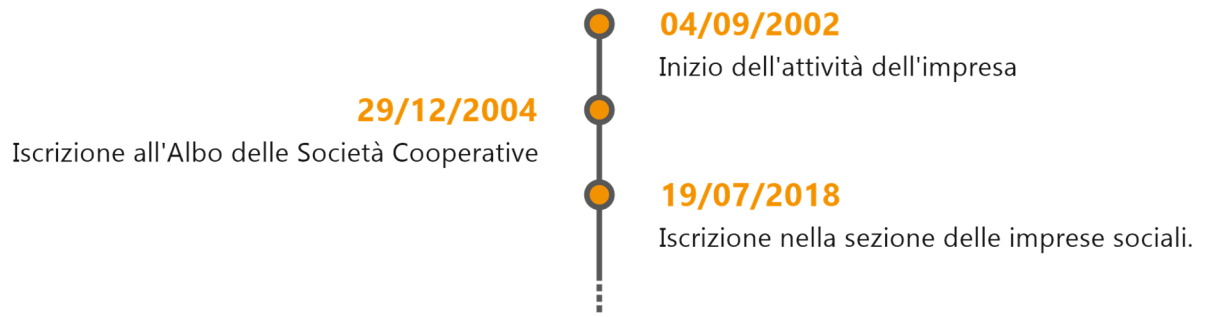 04/09/2002
Inizio dell'attività dell'impresa
29/12/2004
Iscrizione all'Albo delle Società Cooperative
19/07/2018
Iscrizione nella sezione delle imprese sociali.